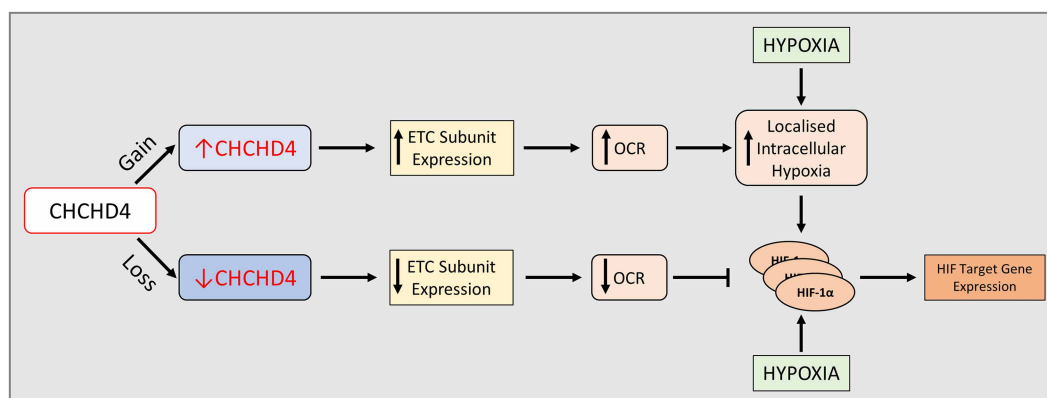 HYPOXIA
Gain
↑CHCHD4
ETC Subunit
Expression
OCR
Localised
Intracellular
Hypoxia
CHCHD4
Loss
↓CHCHD4
ETC Subunit
Expression
OCR
HIF-1α
HIF Target Gene
Expression
HYPOXIA